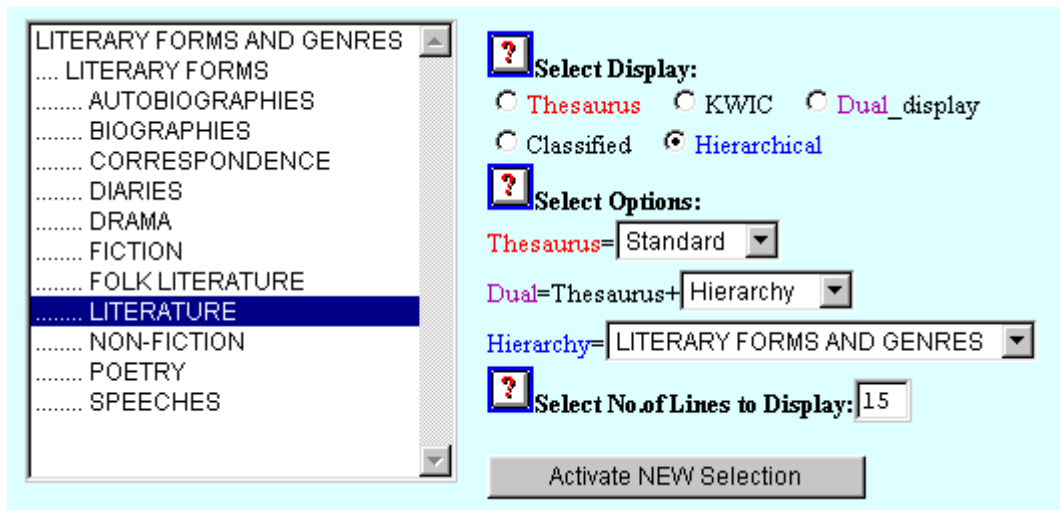 LITERARY FORMS AND GENRES
.... LITERARY FORMS
........ AUTOBIOGRAPHIES
........ BIOGRAPHIES
........ CORRESPONDENCE
........ DIARIES
........ DRAMA
........ FICTION
........ FOLK LITERATURE
........ LITERATURE
........ NON-FICTION
........ POETRY
........ SPEECHES
? Select Display:
Thesaurus KWIC Dual_display
Classified Hierarchical
? Select Options:
Thesaurus= Standard
Dual=Thesaurus+ Hierarchy
Hierarchy= LITERARY FORMS AND GENRES
? Select No.of Lines to Display: 15
Activate NEW Selection